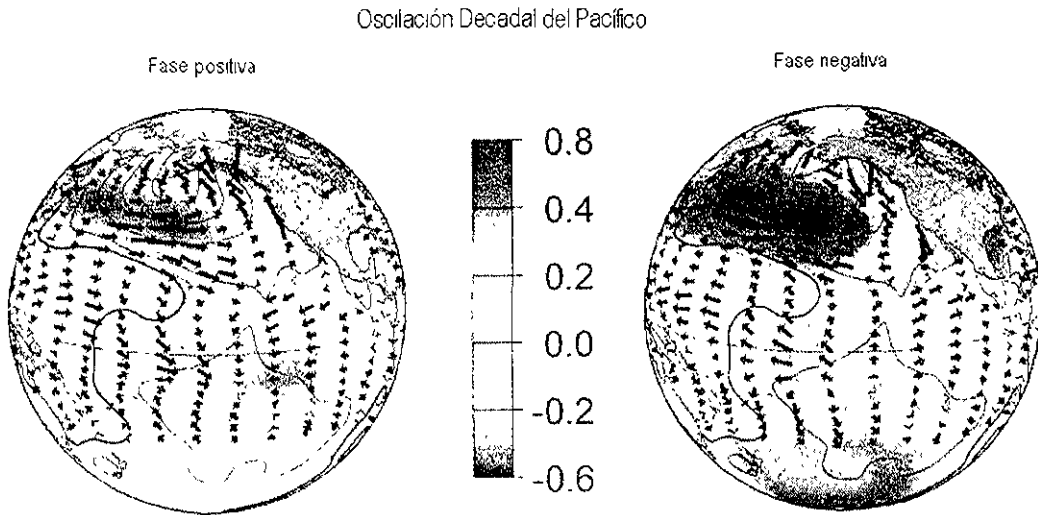 Oscilación Decadal del Pacífico
Fase positiva
Fase negativa
0.8
0.4
0.2
0.0
-0.2
-0.6